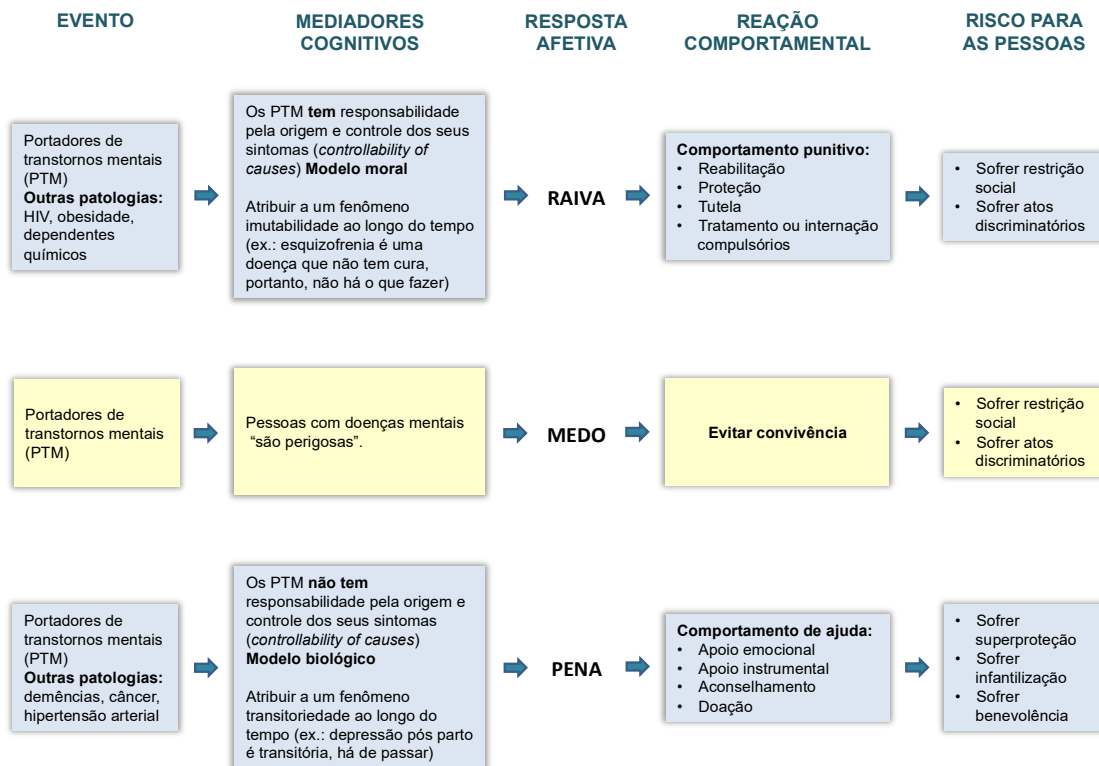 EVENTO
MEDIADORES
COGNITIVOS
RESPOSTA
AFETIVA
REAÇÃO
COMPORTAMENTAL
RISCO PARA
AS PESSOAS
Portadores de
transtornos mentais
(PTM)
Outras patologias:
HIV, obesidade,
dependentes
químicos
Os PTM tem responsabilidade
pela origem e controle dos seus
sintomas (controllability of
causes) Modelo moral
Atribuir a um fenômeno
imutabilidade ao longo do tempo
(ex.: esquizofrenia é uma
doença que não tem cura,
portanto, não há o que fazer)
RAIVA
Comportamento punitivo:
• Reabilitação
• Proteção
• Tutela
• Tratamento ou internação
compulsórios
• Sofrer restrição
social
• Sofrer atos
discriminatórios
Portadores de
transtornos mentais
(PTM)
Pessoas com doenças mentais
“são perigosas”.
MEDO
Evitar convivência
• Sofrer restrição
social
• Sofrer atos
discriminatórios
Portadores de
transtornos mentais
(PTM)
Outras patologias:
demências, câncer,
hipertensão arterial
Os PTM não tem
responsabilidade pela origem e
controle dos seus sintomas
(controllability of causes)
Modelo biológico
Atribuir a um fenômeno
transitoriedade ao longo do
tempo (ex.: depressão pós parto
é transitória, há de passar)
PENA
Comportamento de ajuda:
• Apoio emocional
• Apoio instrumental
• Aconselhamento
• Doação
• Sofrer
superproteção
• Sofrer
infantilização
• Sofrer
benevolência